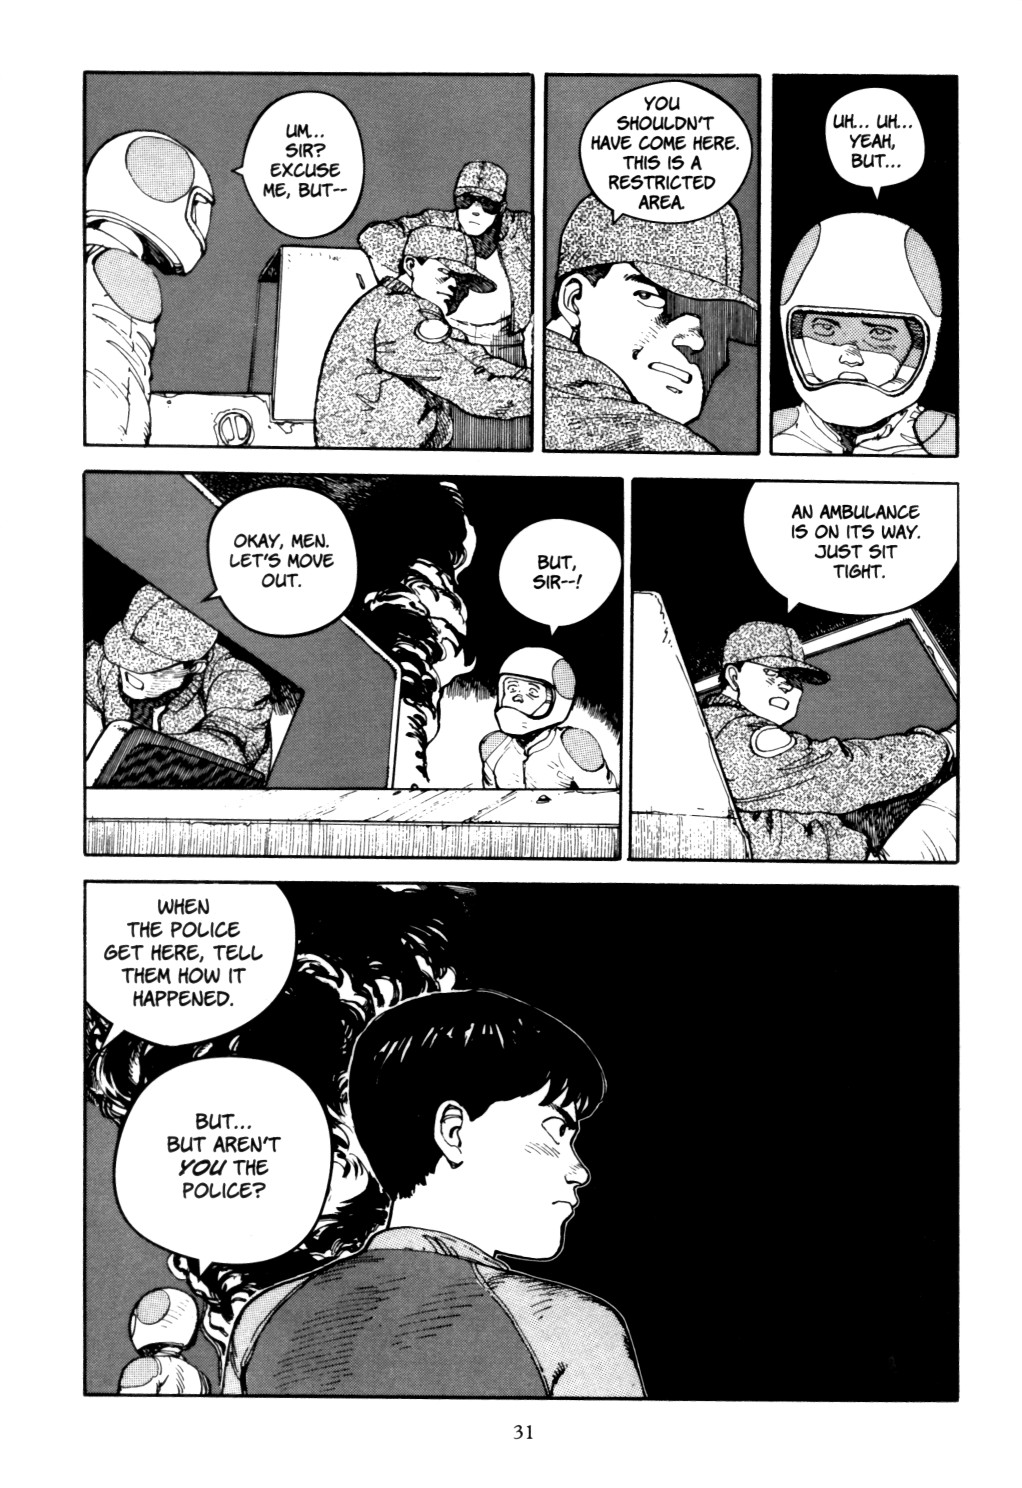 UM...
SIR?
EXCUSE
ME, BUT--
YOU
SHOULDN'T
HAVE COME HERE.
THIS IS A
RESTRICTED
AREA.
UH... UH...
YEAH,
BUT...
OKAY, MEN.
LET'S MOVE
OUT.
BUT,
SIR--!
AN AMBULANCE
IS ON ITS WAY.
JUST SIT
TIGHT.
WHEN
THE POLICE
GET HERE, TELL
THEM HOW IT
HAPPENED.
BUT...
BUT AREN'T
YOU THE
POLICE?
31